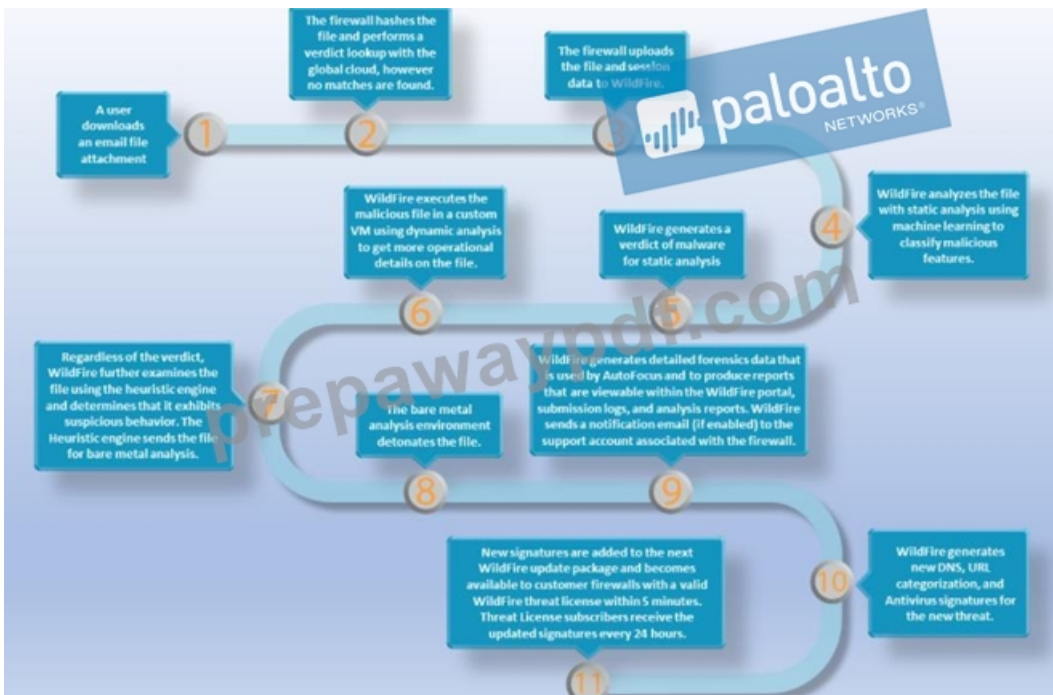 A user
downloads
an email file
attachment
1
The firewall hashes the
file and performs a
verdict lookup with the
global cloud, however
no matches are found.
2
The firewall uploads
the file and session
data to WildFire.
3
paloalto
NETWORKS®
WildFire analyzes the file
with static analysis using
machine learning to
classify malicious
features.
4
WildFire generates a
verdict of malware
for static analysis
5
WildFire executes the
malicious file in a custom
VM using dynamic analysis
to get more operational
details on the file.
6
Regardless of the verdict,
WildFire further examines the
file using the heuristic engine
and determines that it exhibits
suspicious behavior. The
Heuristic engine sends the file
for bare metal analysis.
7
The bare metal
analysis environment
detonates the file.
8
WildFire generates detailed forensics data that
is used by AutoFocus and to produce reports
that are viewable within the WildFire portal,
submission logs, and analysis reports. WildFire
sends a notification email (if enabled) to the
support account associated with the firewall.
9
WildFire generates
new DNS, URL
categorization, and
Antivirus signatures for
the new threat.
10
New signatures are added to the next
WildFire update package and becomes
available to customer firewalls with a valid
WildFire threat license within 5 minutes.
Threat License subscribers receive the
updated signatures every 24 hours.
11
prepawaypdf.com